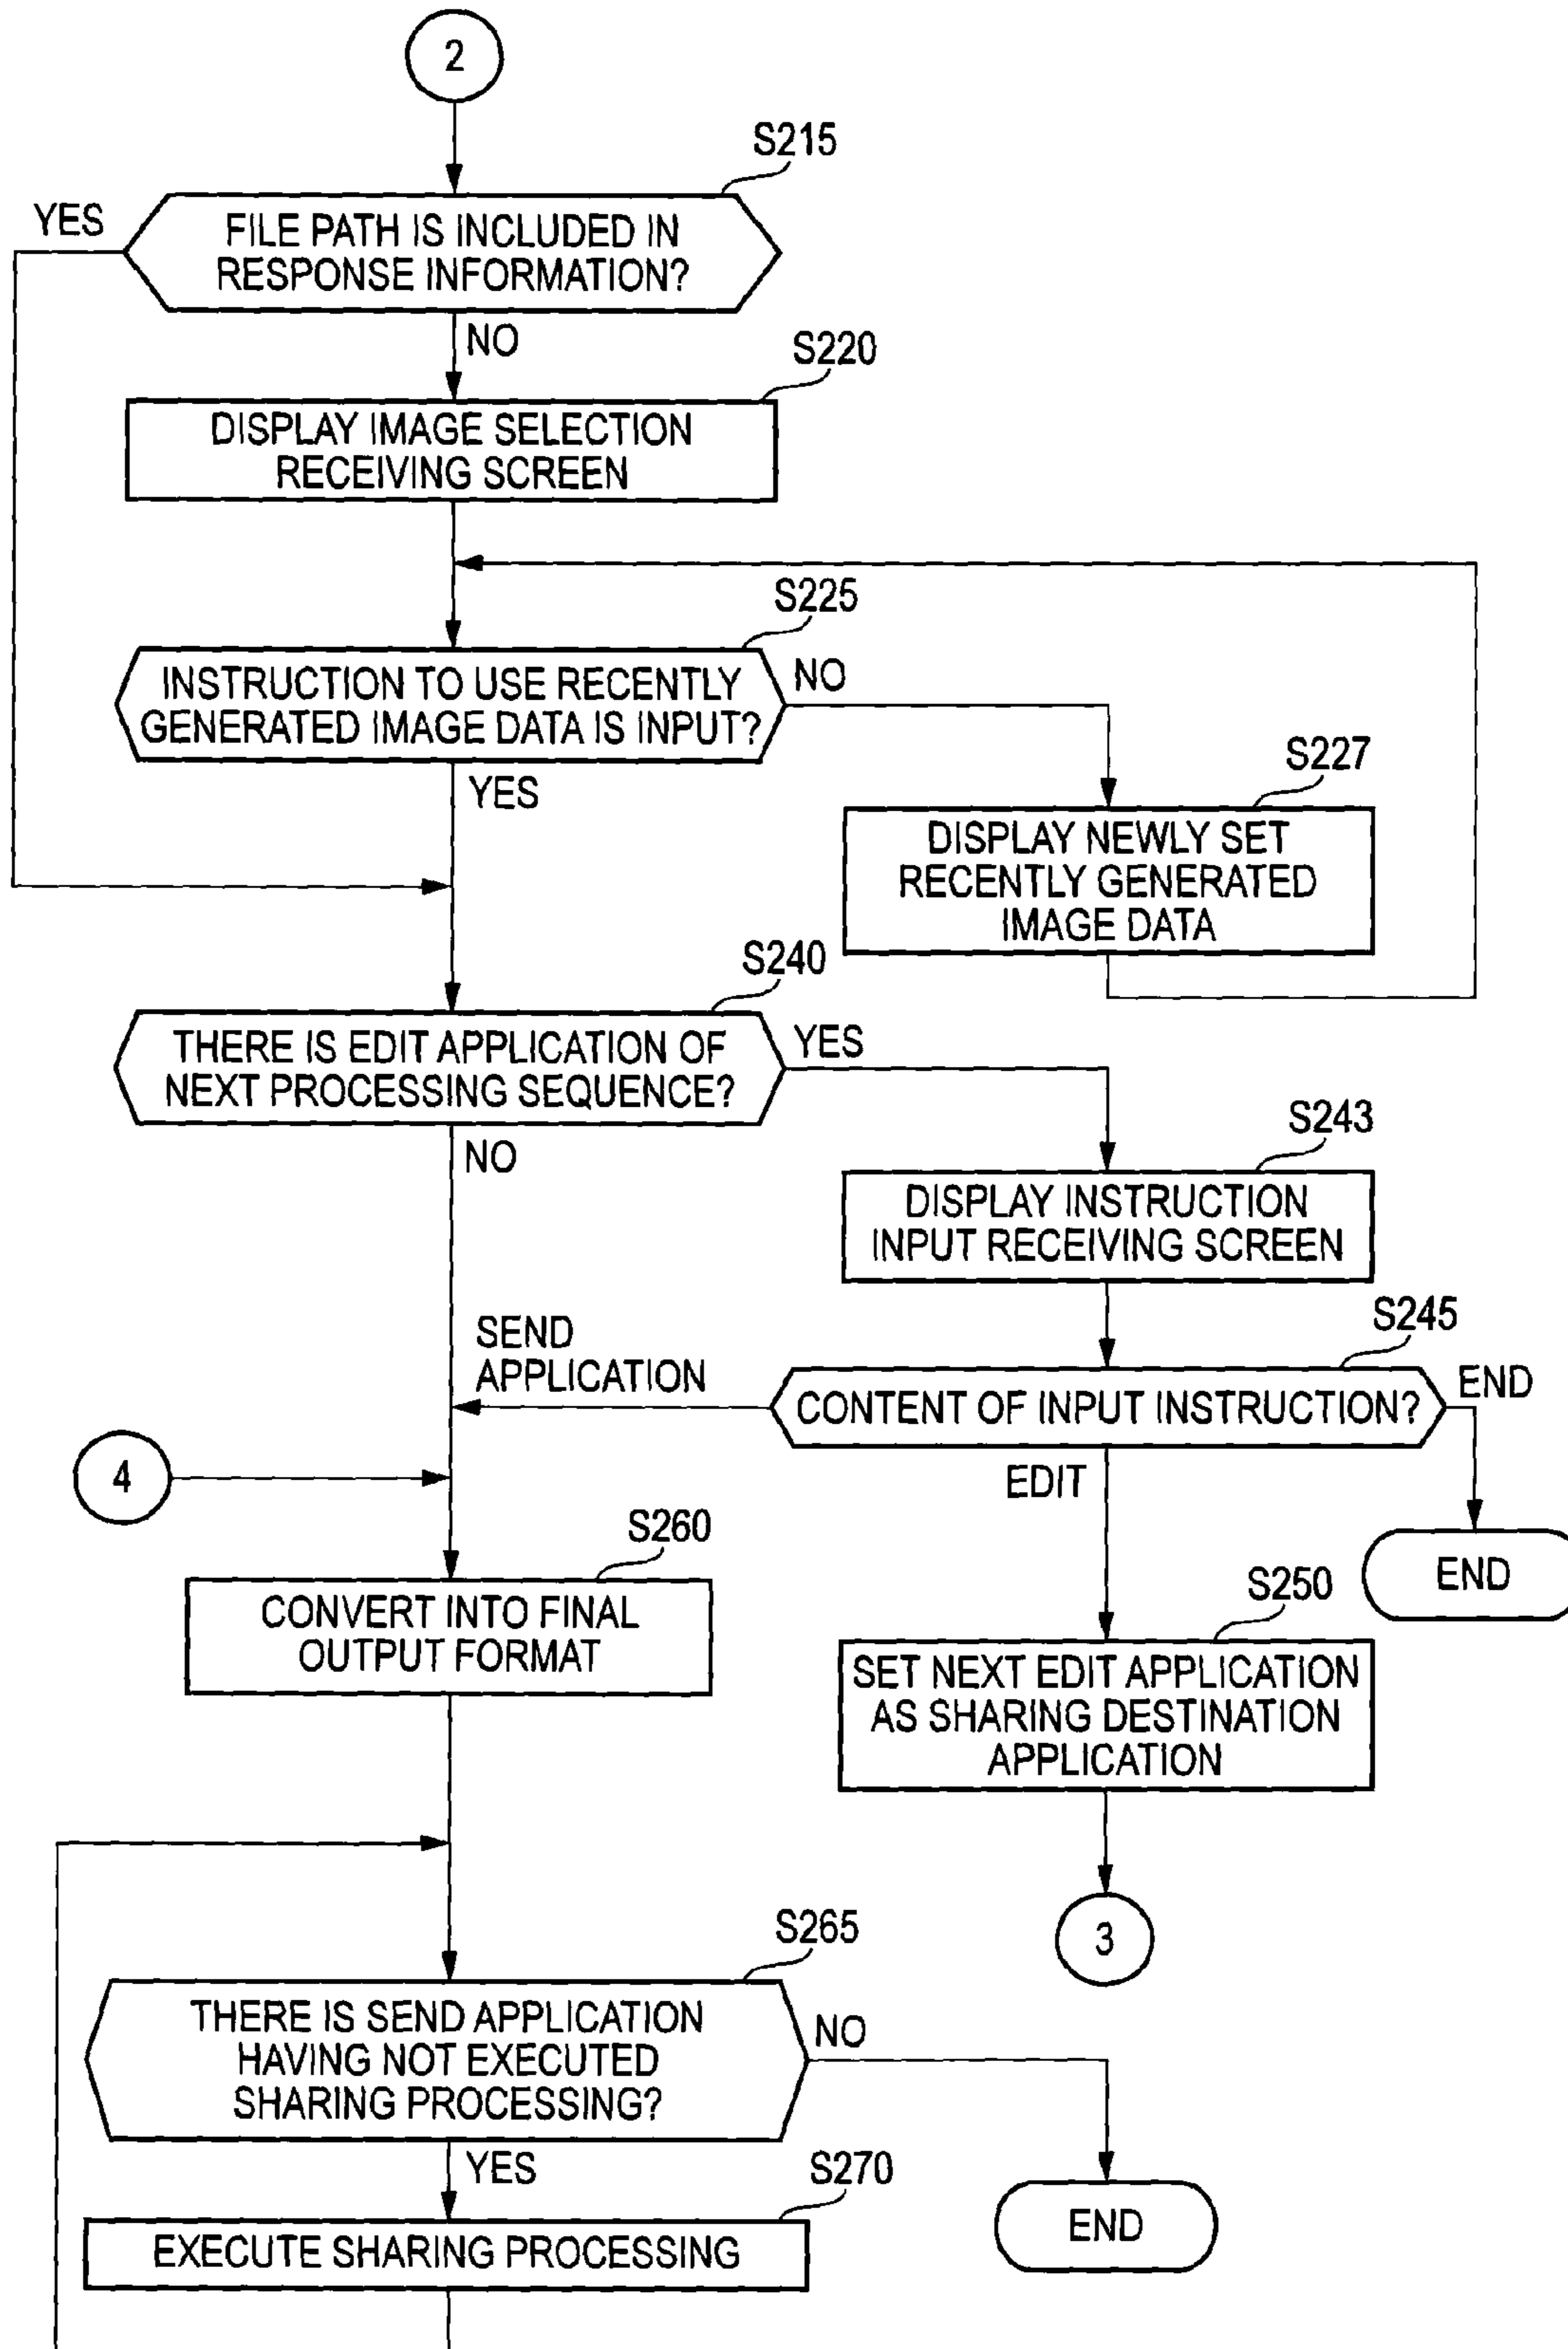 2
S215
YES
FILE PATH IS INCLUDED IN
RESPONSE INFORMATION?
NO
S220
DISPLAY IMAGE SELECTION
RECEIVING SCREEN
S225
INSTRUCTION TO USE RECENTLY
GENERATED IMAGE DATA IS INPUT?
NO
YES
S227
DISPLAY NEWLY SET
RECENTLY GENERATED
IMAGE DATA
S240
THERE IS EDIT APPLICATION OF
NEXT PROCESSING SEQUENCE?
YES
NO
S243
DISPLAY INSTRUCTION
INPUT RECEIVING SCREEN
S245
SEND
APPLICATION
CONTENT OF INPUT INSTRUCTION?
END
EDIT
4
END
S260
CONVERT INTO FINAL
OUTPUT FORMAT
S250
SET NEXT EDIT APPLICATION
AS SHARING DESTINATION
APPLICATION
3
S265
THERE IS SEND APPLICATION
HAVING NOT EXECUTED
SHARING PROCESSING?
NO
YES
END
S270
EXECUTE SHARING PROCESSING